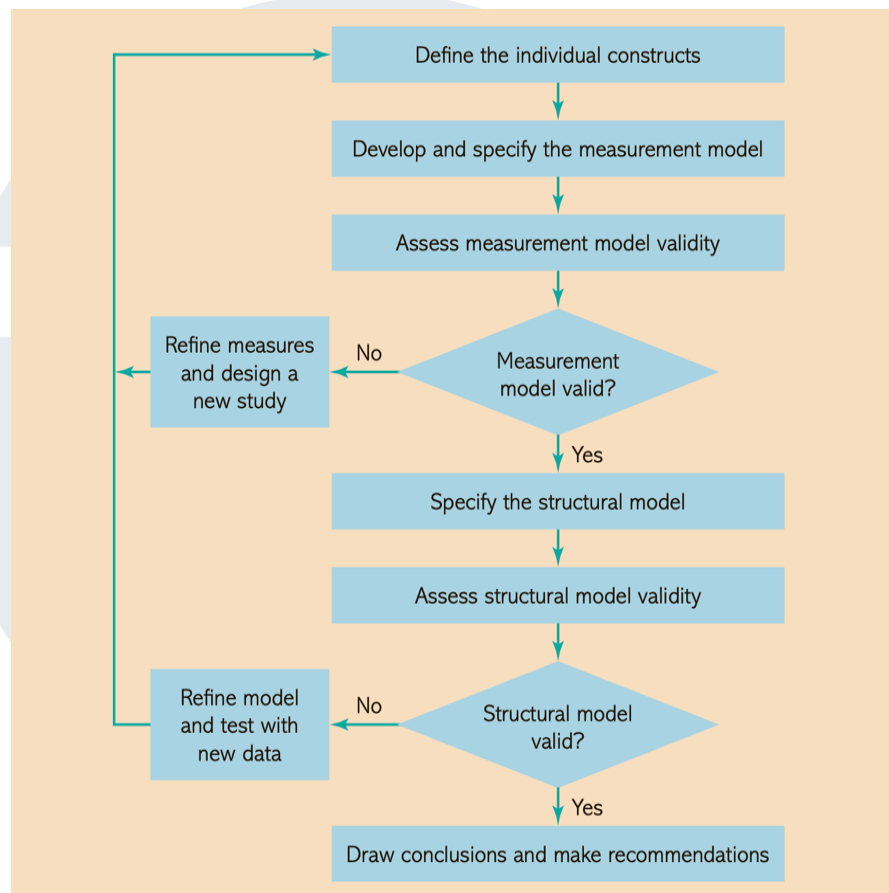 Define the individual constructs
Develop and specify the measurement model
Assess measurement model validity
Measurement
model valid?
No
Refine measures
and design a
new study
Yes
Specify the structural model
Assess structural model validity
Structural model
valid?
No
Refine model
and test with
new data
Yes
Draw conclusions and make recommendations